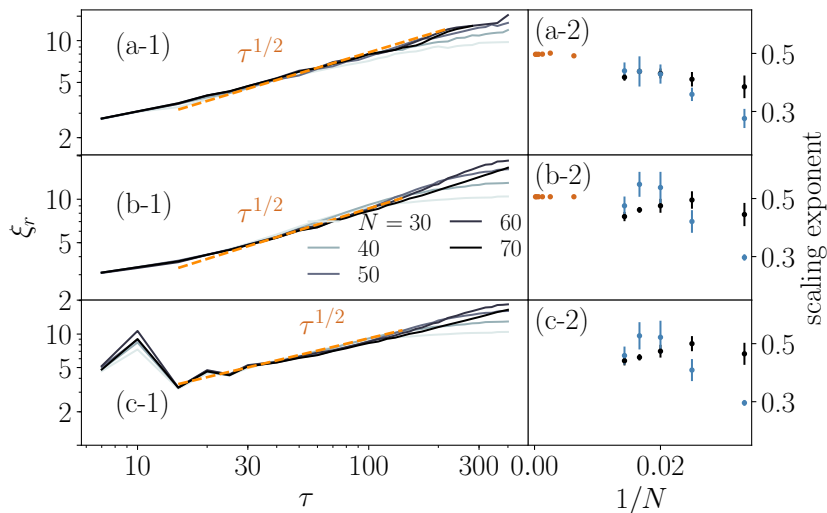 10
5
2
(a-1)
τ^{1/2}
(a-2)
0.5
0.3
10
5
2
(b-1)
τ^{1/2}
N = 30
40
50
60
70
(b-2)
0.5
0.3
10
5
2
(c-1)
τ^{1/2}
(c-2)
0.5
0.3
10
30
100
300
0.00
0.02
τ
1/N
ξ_r
scaling exponent